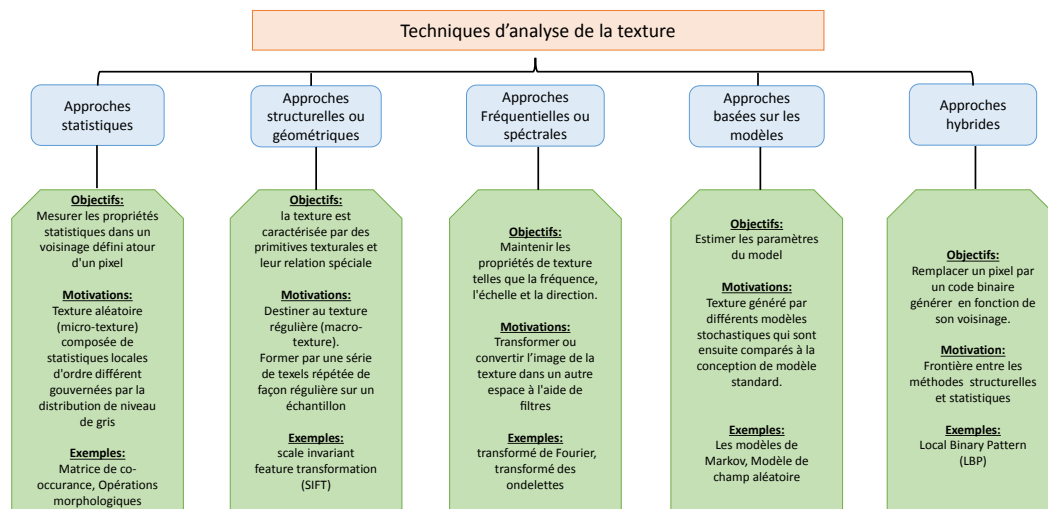 Techniques d'analyse de la texture
Approches
statistiques
Approches
structurelles ou
géométriques
Approches
Fréquentielles ou
spéctrales
Approches
basées sur les
modèles
Approches
hybrides
Objectifs:
Mesurer les propriétés
statistiques dans un
voisinage défini atour
d'un pixel
Motivations:
Texture aléatoire
(micro-texture)
composée de
statistiques locales
d'ordre différent
gouvernées par la
distribution de niveau
de gris
Exemples:
Matrice de co-
occurance, Opérations
morphologiques
Objectifs:
la texture est
caractérisée par des
primitives texturales et
leur relation spéciale
Motivations:
Destiner au texture
régulière (macro-
texture).
Former par une série
de texels répétée de
façon régulière sur un
échantillon
Exemples:
scale invariant
feature transformation
(SIFT)
Objectifs:
Maintenir les
propriétés de texture
telles que la fréquence,
l'échelle et la direction.
Motivations:
Transformer ou
convertir l'image de la
texture dans un autre
espace à l'aide de
filtres
Exemples:
transformé de Fourier,
transformé des
ondelettes
Objectifs:
Estimer les paramètres
du model
Motivations:
Texture généré par
différents modèles
stochastiques qui sont
ensuite comparés à la
conception de modèle
standard.
Exemples:
Les modèles de
Markov, Modèle de
champ aléatoire
Objectifs:
Remplacer un pixel par
un code binaire
générer en fonction de
son voisinage.
Motivation:
Frontière entre les
méthodes structurelles
et statistiques
Exemples:
Local Binary Pattern
(LBP)